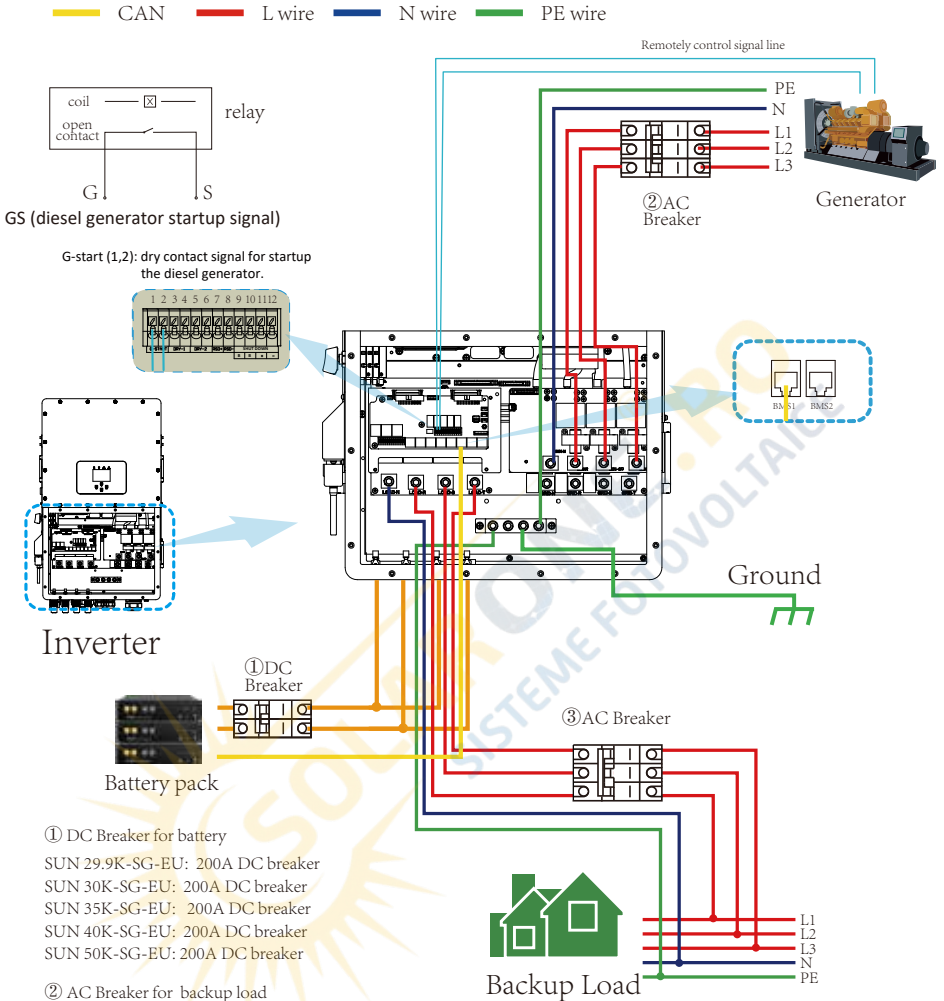 CAN L wire N wire PE wire
Remotely control signal line
coil X
relay
open
contact
G S
GS (diesel generator startup signal)
PE
N
L1
L2
L3
②AC
Breaker
Generator
G-start (1,2): dry contact signal for startup
the diesel generator.
1 2 3 4 5 6 7 8 9 10 11 12
BMS1 BMS2
Ground
Inverter
①DC
Breaker
③AC Breaker
Battery pack
① DC Breaker for battery
SUN 29.9K-SG-EU: 200A DC breaker
SUN 30K-SG-EU: 200A DC breaker
SUN 35K-SG-EU: 200A DC breaker
SUN 40K-SG-EU: 200A DC breaker
SUN 50K-SG-EU: 200A DC breaker
② AC Breaker for backup load
Backup Load
L1
L2
L3
N
PE
SOLARON.RO
SISTEME FOTOVOLTAICE